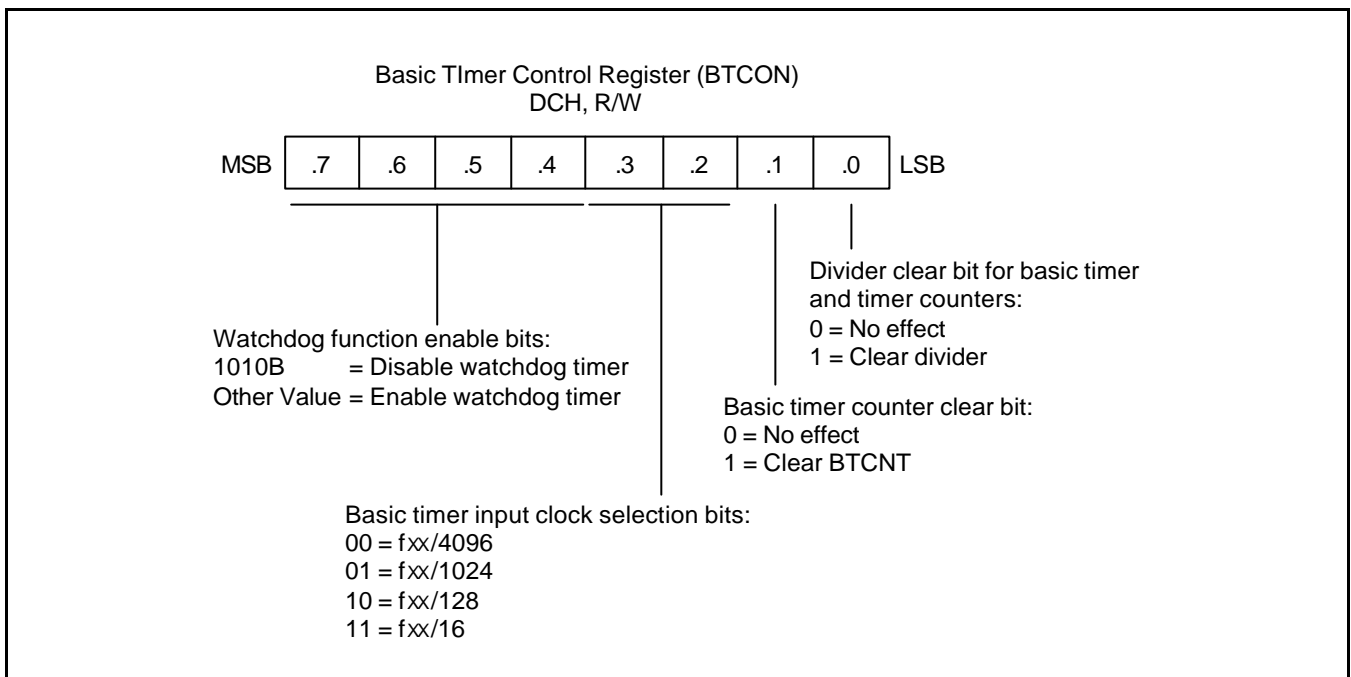 Basic TImer Control Register (BTCON)
DCH, R/W
MSB .7 .6 .5 .4 .3 .2 .1 .0 LSB
Divider clear bit for basic timer
and timer counters:
0 = No effect
1 = Clear divider
Watchdog function enable bits:
1010B = Disable watchdog timer
Other Value = Enable watchdog timer
Basic timer counter clear bit:
0 = No effect
1 = Clear BTCNT
Basic timer input clock selection bits:
00 = fxx/4096
01 = fxx/1024
10 = fxx/128
11 = fxx/16